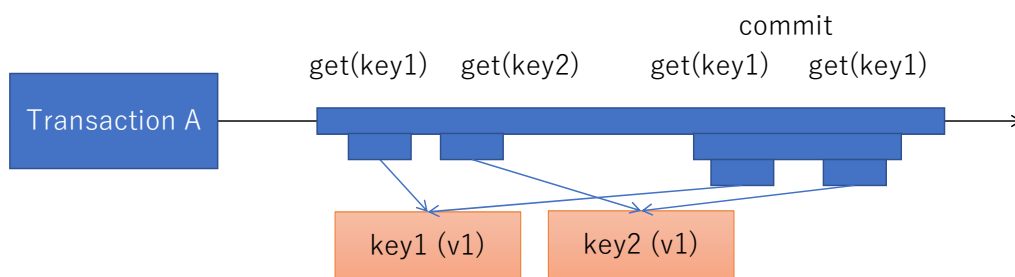 commit
get(key1) get(key2) get(key1) get(key1)
Transaction A
key1 (v1) key2 (v1)